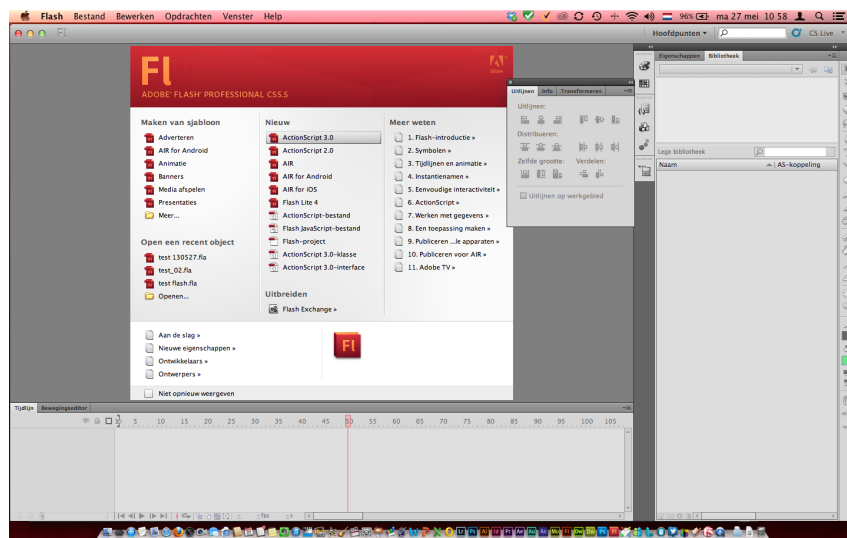 Flash Bestand Bewerken Opdrachten Venster Help 96% ma 27 mei 10 58
Fl Hoofdpunten CS Live
Fl
ADOBE® FLASH® PROFESSIONAL CS5.5
Adobe
Maken van sjabloon
Adverteren
AIR for Android
Animatie
Banners
Media afspelen
Presentaties
Meer...
Open een recent object
test 130527.fla
test_02.fla
test flash.fla
Openen...
Nieuw
ActionScript 3.0
ActionScript 2.0
AIR
AIR for Android
AIR for iOS
Flash Lite 4
ActionScript-bestand
Flash JavaScript-bestand
Flash-project
ActionScript 3.0-klasse
ActionScript 3.0-interface
Uitbreiden
Flash Exchange »
Meer weten
1. Flash-introductie »
2. Symbolen »
3. Tijdlijnen en animatie »
4. Instantienamen »
5. Eenvoudige interactiviteit »
6. ActionScript »
7. Werken met gegevens »
8. Een toepassing maken »
9. Publiceren ...le apparaten »
10. Publiceren voor AIR »
11. Adobe TV »
Aan de slag »
Nieuwe eigenschappen »
Ontwikkelaars »
Ontwerpers »
Fl
Niet opnieuw weergeven
Uitlijnen Info Transformeren
Uitlijnen:
Distribueren:
Zelfde grootte: Verdelen:
Uitlijnen op werkgebied
Eigenschappen Bibliotheek
Lege bibliotheek
Naam AS-koppeling
Tijdlijn Bewegingseditor
5 10 15 20 25 30 35 40 45 50 55 60 65 70 75 80 85 90 95 100 105
fps s